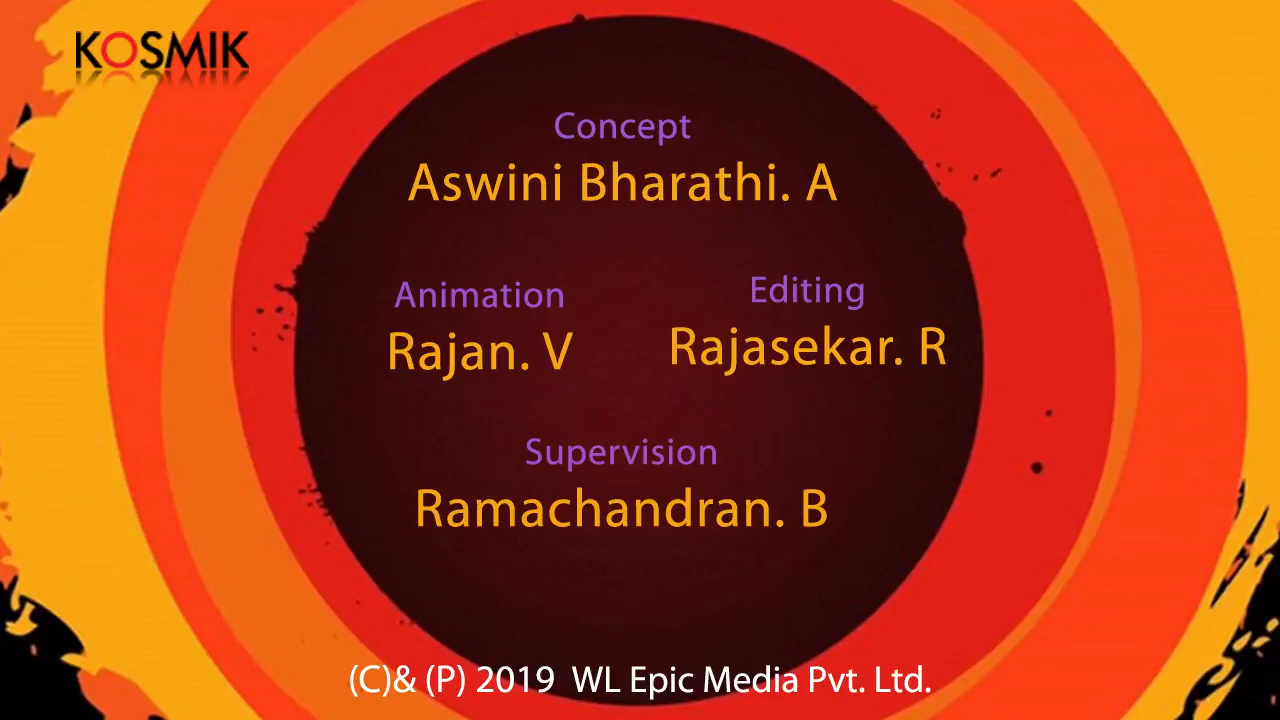 KOSMIK
Concept
Aswini Bharathi. A
Animation
Rajan. V
Editing
Rajasekar. R
Supervision
Ramachandran. B
(C)& (P) 2019 WL Epic Media Pvt. Ltd.